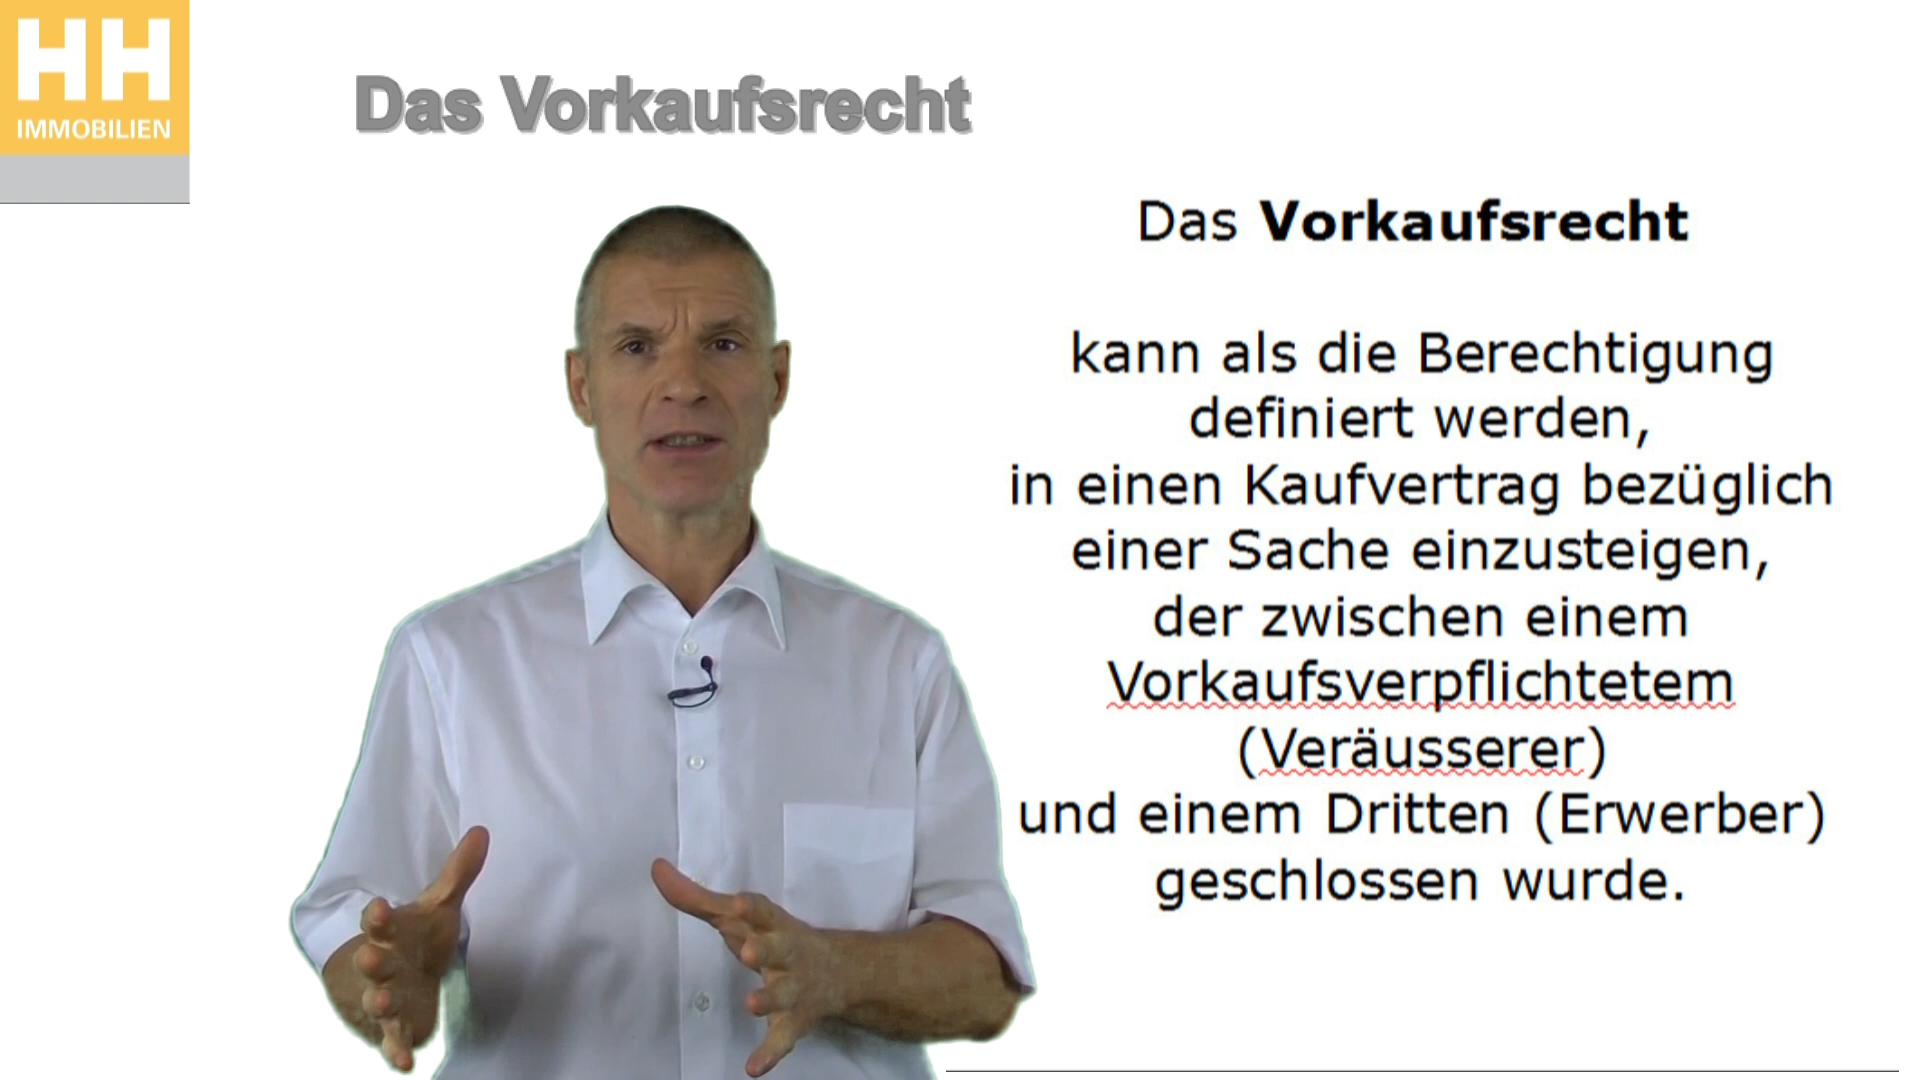 HH
IMMOBILIEN
Das Vorkaufsrecht
Das Vorkaufsrecht
kann als die Berechtigung
definiert werden,
in einen Kaufvertrag bezüglich
einer Sache einzusteigen,
der zwischen einem
Vorkaufsverpflichtetem
(Veräusserer)
und einem Dritten (Erwerber)
geschlossen wurde.